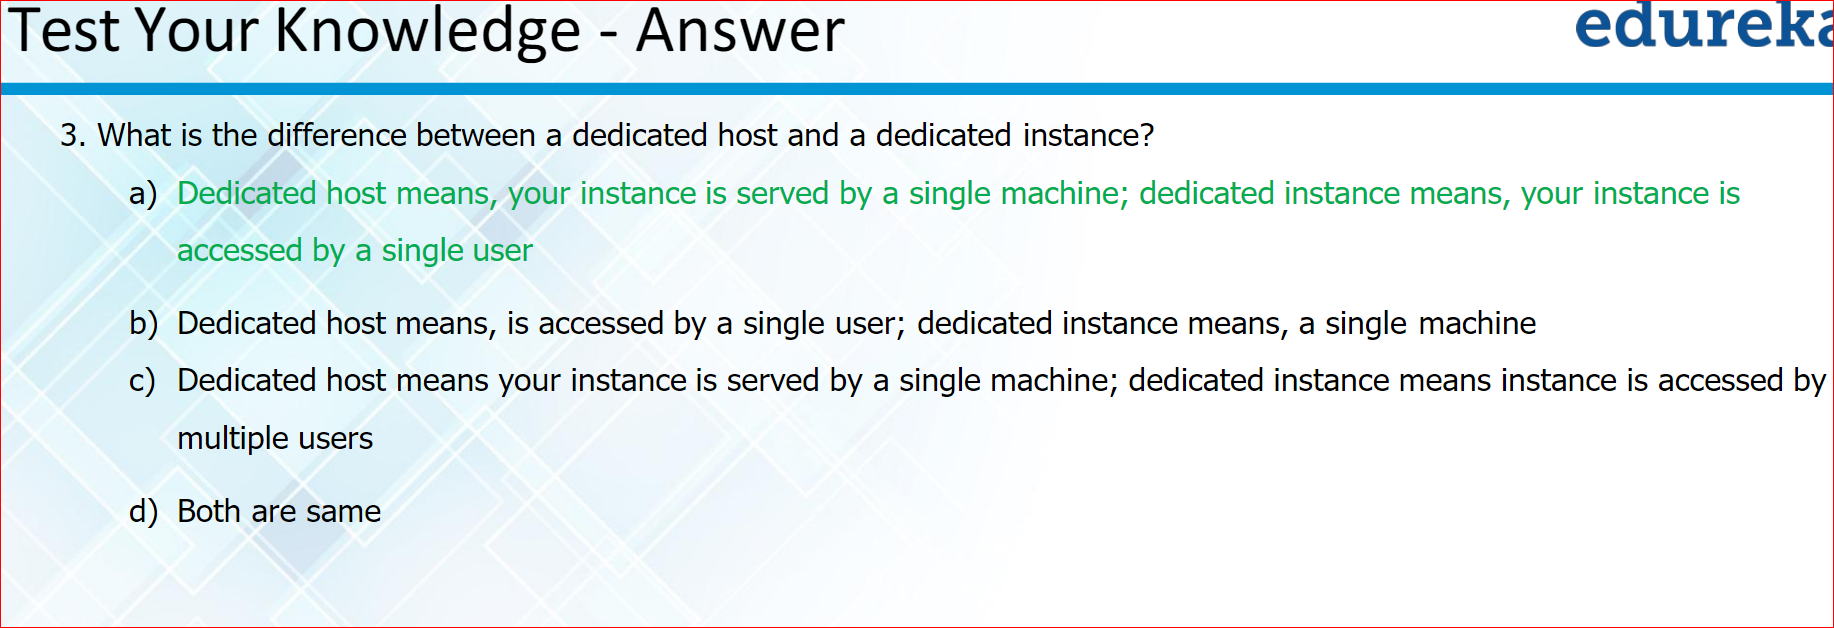 Test Your Knowledge - Answer
edureka
3. What is the difference between a dedicated host and a dedicated instance?
a) Dedicated host means, your instance is served by a single machine; dedicated instance means, your instance is
accessed by a single user
b) Dedicated host means, is accessed by a single user; dedicated instance means, a single machine
c) Dedicated host means your instance is served by a single machine; dedicated instance means instance is accessed by
multiple users
d) Both are same